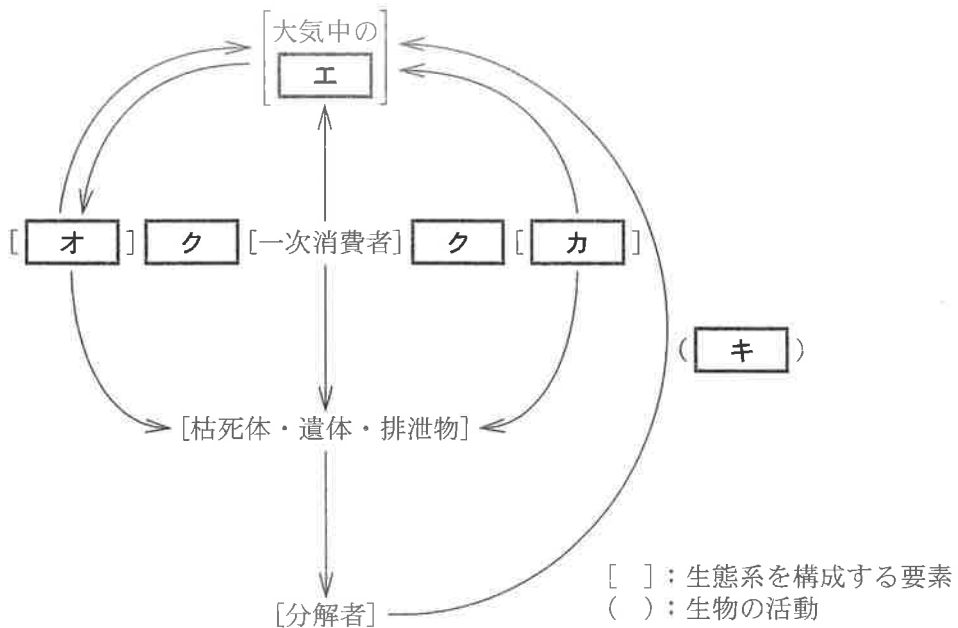 大気中の
エ
[オ] ク [一次消費者] ク [カ]
(キ)
[枯死体・遺体・排泄物]
[分解者]
[ ]：生態系を構成する要素
( )：生物の活動